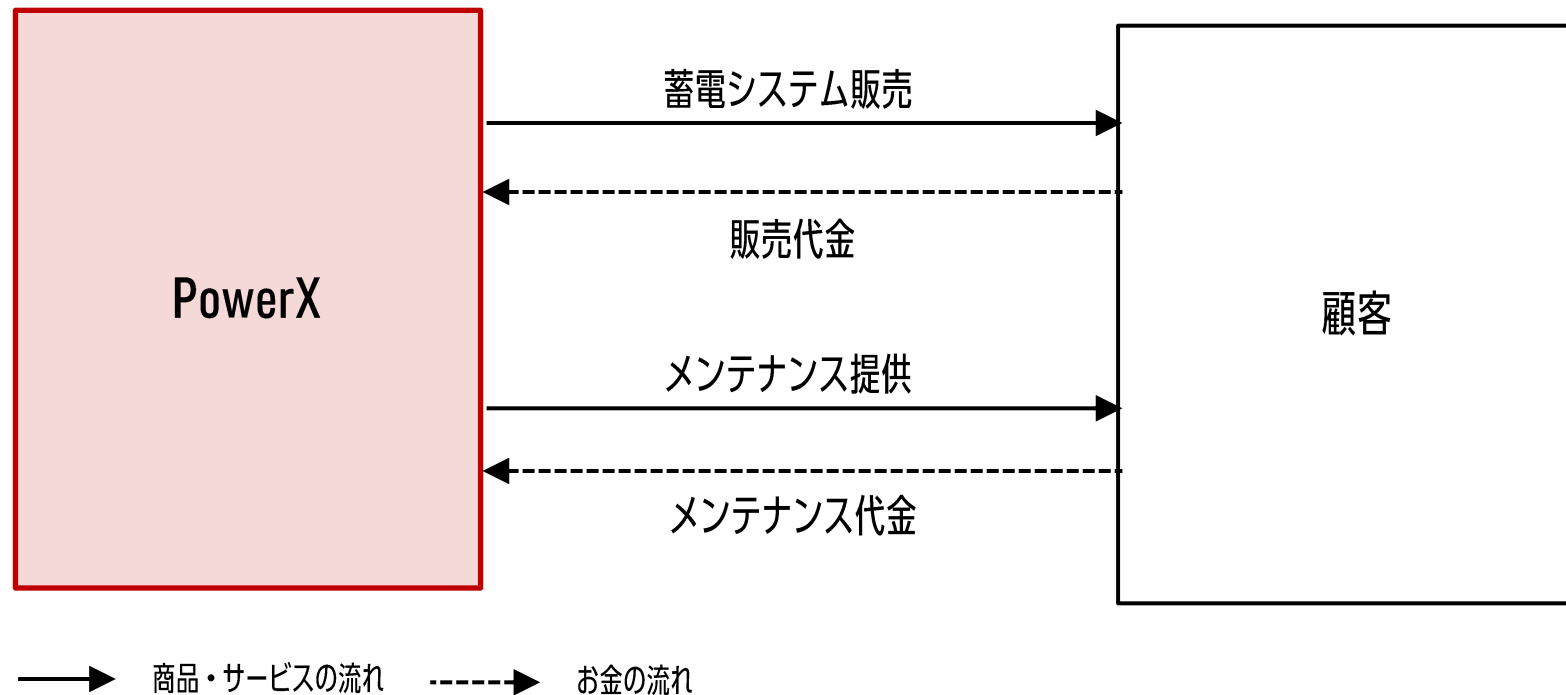 蓄電システム販売
販売代金
PowerX
顧客
メンテナンス提供
メンテナンス代金
商品・サービスの流れ
お金の流れ